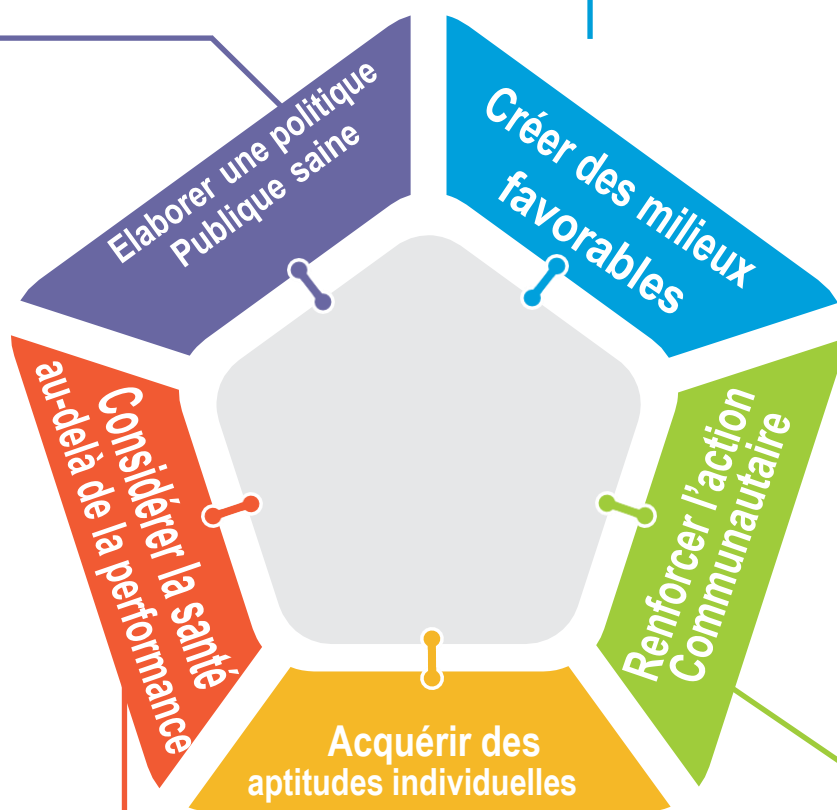 Elaborer une politique
Publique saine
Créer des milieux
favorables
Considérer la santé
au-delà de la performance
Renforcer l'action
Communautaire
Acquérir des
aptitudes individuelles